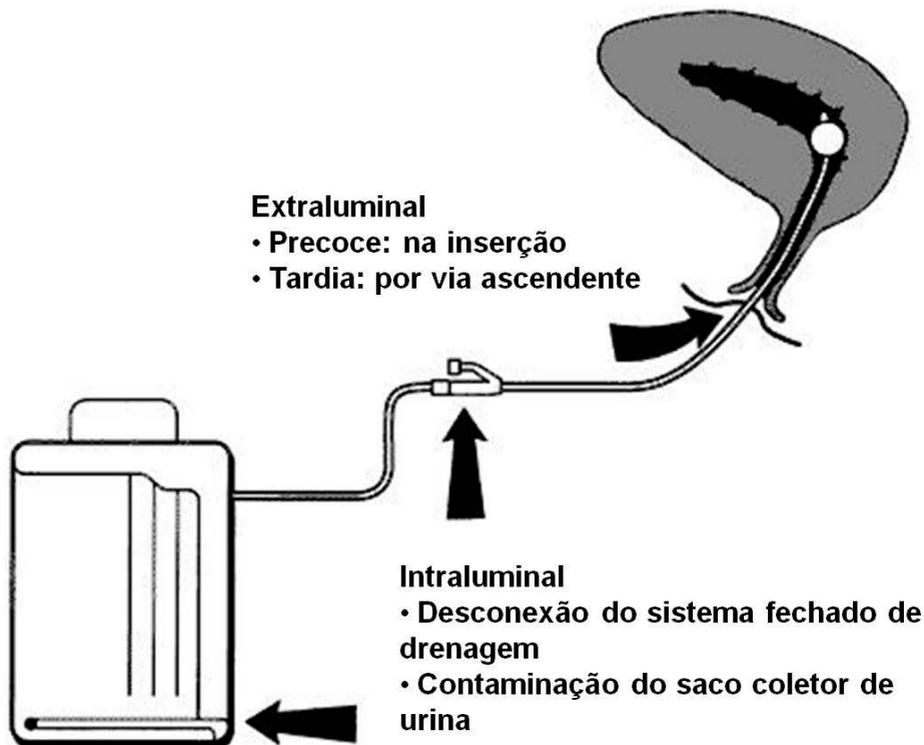 Extraluminal
• Precoce: na inserção
• Tardia: por via ascendente
Intraluminal
• Desconexão do sistema fechado de
drenagem
• Contaminação do saco coletor de
urina